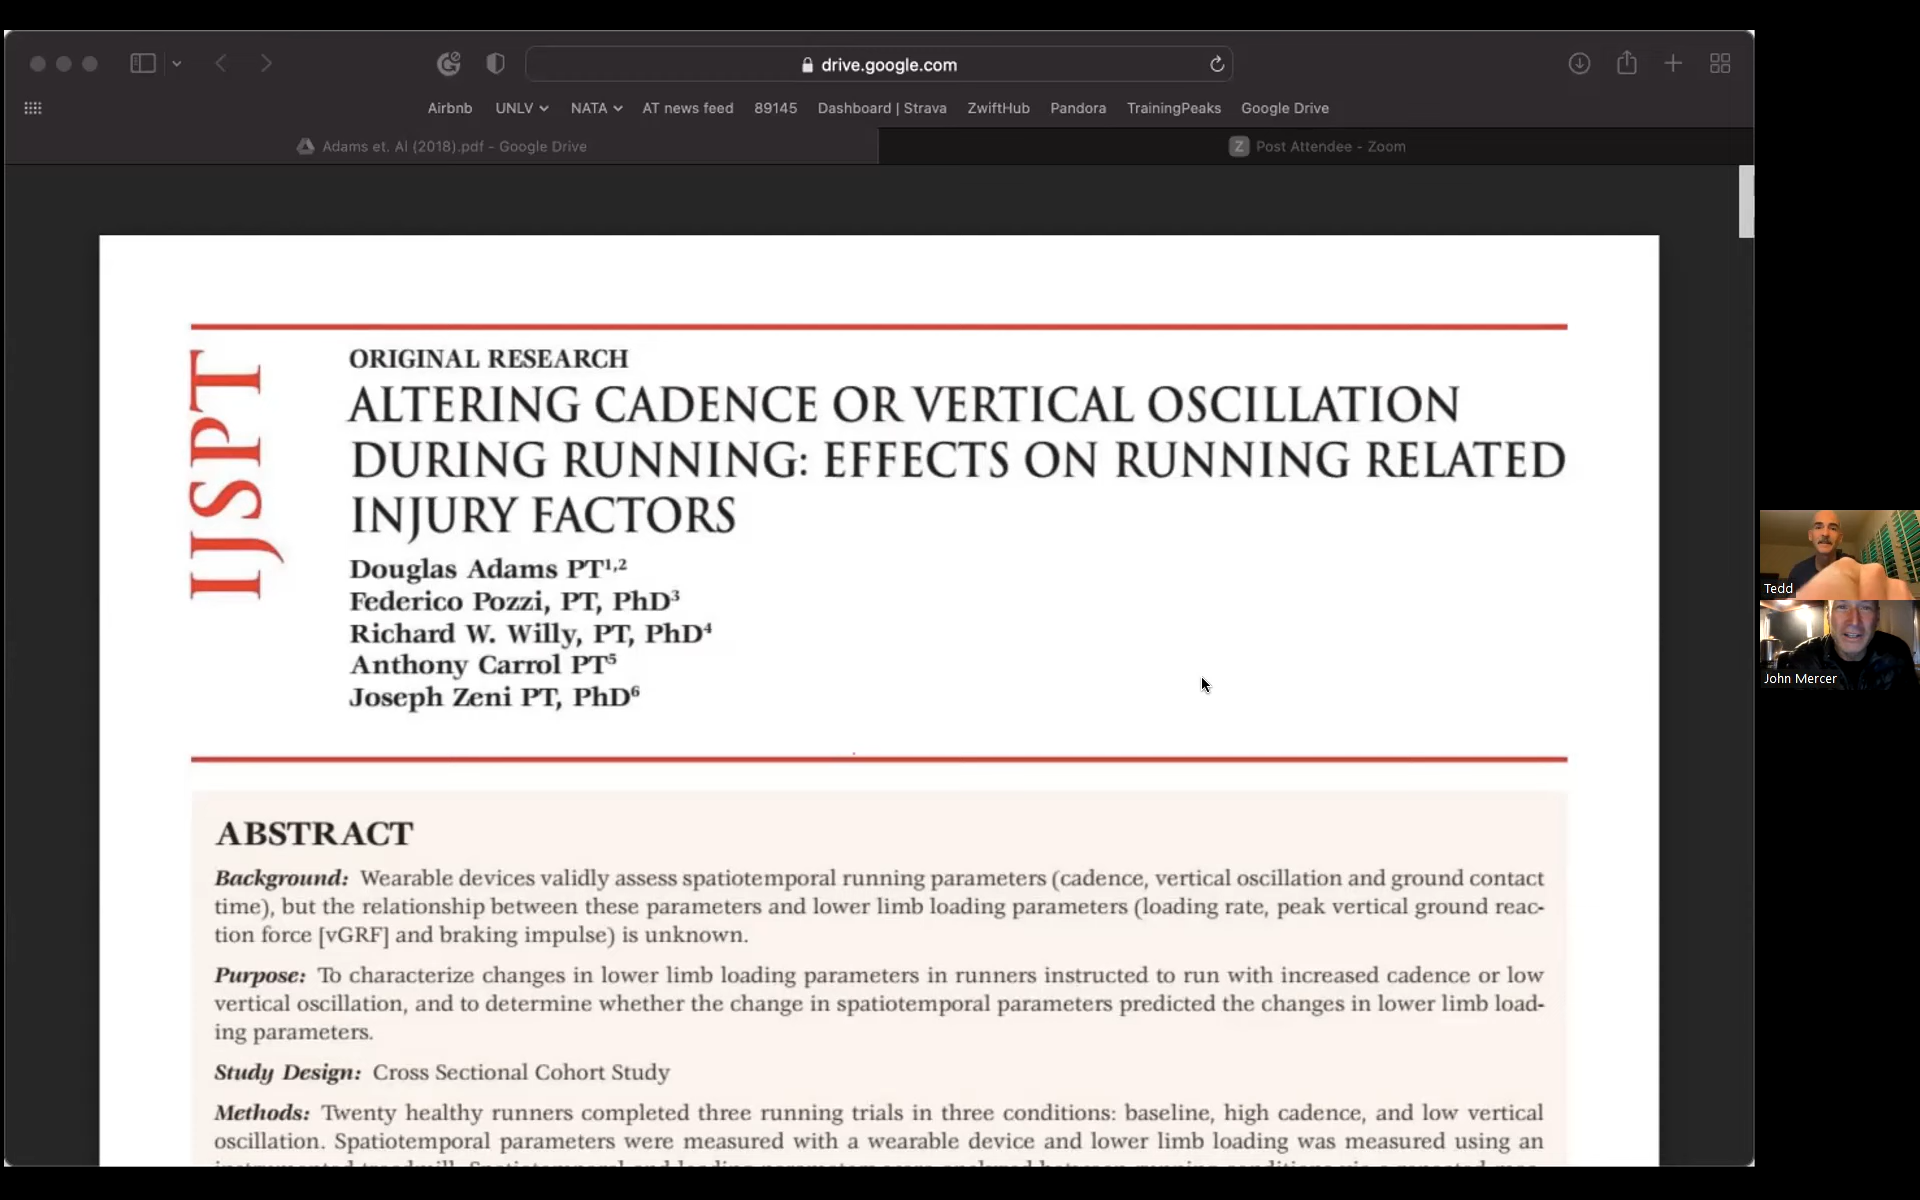 drive.google.com
Airbnb UNLV NATA AT news feed 89145 Dashboard | Strava ZwiftHub Pandora TrainingPeaks Google Drive
Adams et. Al (2018).pdf - Google Drive
Z Post Attendee - Zoom
IJSPT
ORIGINAL RESEARCH
ALTERING CADENCE OR VERTICAL OSCILLATION
DURING RUNNING: EFFECTS ON RUNNING RELATED
INJURY FACTORS
Douglas Adams PT1,2
Federico Pozzi, PT, PhD3
Richard W. Willy, PT, PhD4
Anthony Carrol PT5
Joseph Zeni PT, PhD6
ABSTRACT
Background: Wearable devices validly assess spatiotemporal running parameters (cadence, vertical oscillation and ground contact
time), but the relationship between these parameters and lower limb loading parameters (loading rate, peak vertical ground reac-
tion force [vGRF] and braking impulse) is unknown.
Purpose: To characterize changes in lower limb loading parameters in runners instructed to run with increased cadence or low
vertical oscillation, and to determine whether the change in spatiotemporal parameters predicted the changes in lower limb load-
ing parameters.
Study Design: Cross Sectional Cohort Study
Methods: Twenty healthy runners completed three running trials in three conditions: baseline, high cadence, and low vertical
oscillation. Spatiotemporal parameters were measured with a wearable device and lower limb loading was measured using an
Tedd
John Mercer